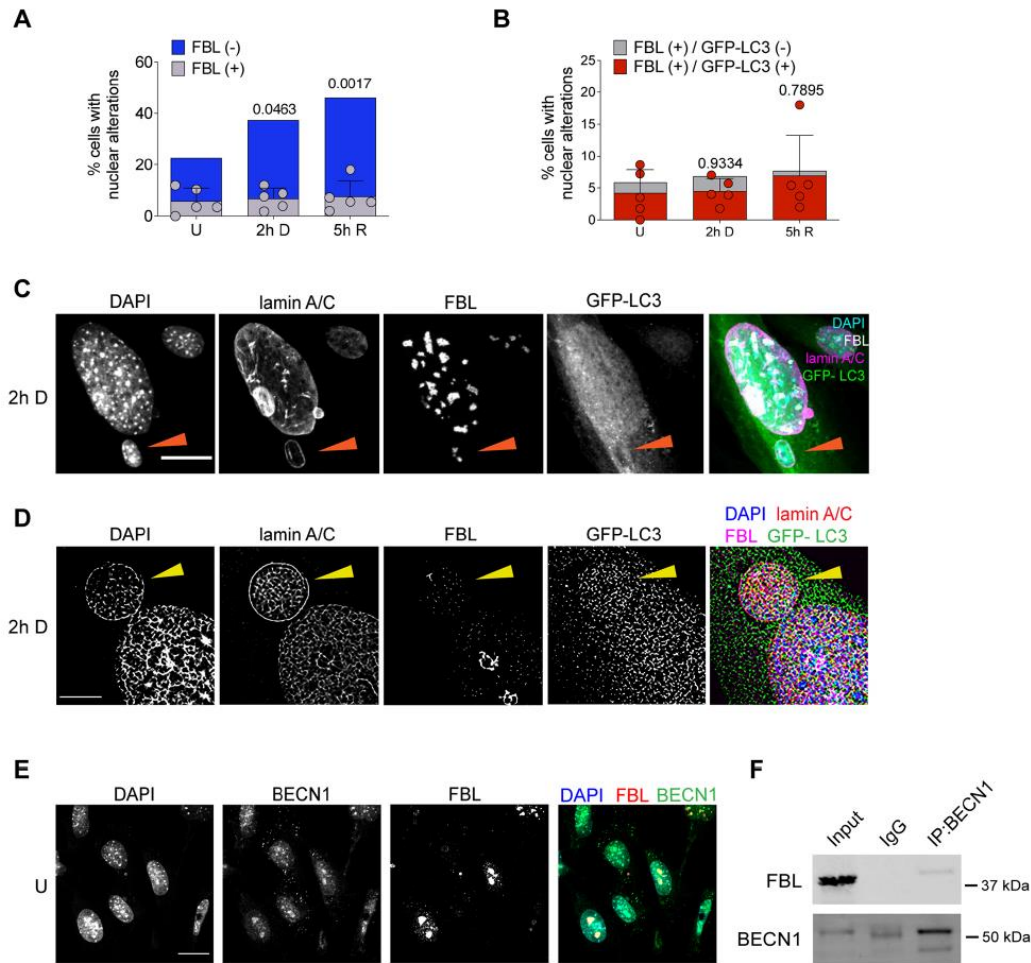 A
FBL (-)
FBL (+)
% cells with
nuclear alterations
60
40
20
0
0.0463
0.0017
U
2h D
5h R
B
FBL (+) / GFP-LC3 (-)
FBL (+) / GFP-LC3 (+)
% cells with
nuclear alterations
25
20
15
10
5
0
0.9334
0.7895
U
2h D
5h R
C
DAPI
lamin A/C
FBL
GFP-LC3
2h D
DAPI
FBL
lamin A/C
GFP- LC3
D
DAPI
lamin A/C
FBL
GFP-LC3
DAPI lamin A/C
FBL GFP- LC3
2h D
E
DAPI
BECN1
FBL
DAPI FBL BECN1
U
F
Input
IgG
IP:BECN1
FBL
37 kDa
BECN1
50 kDa